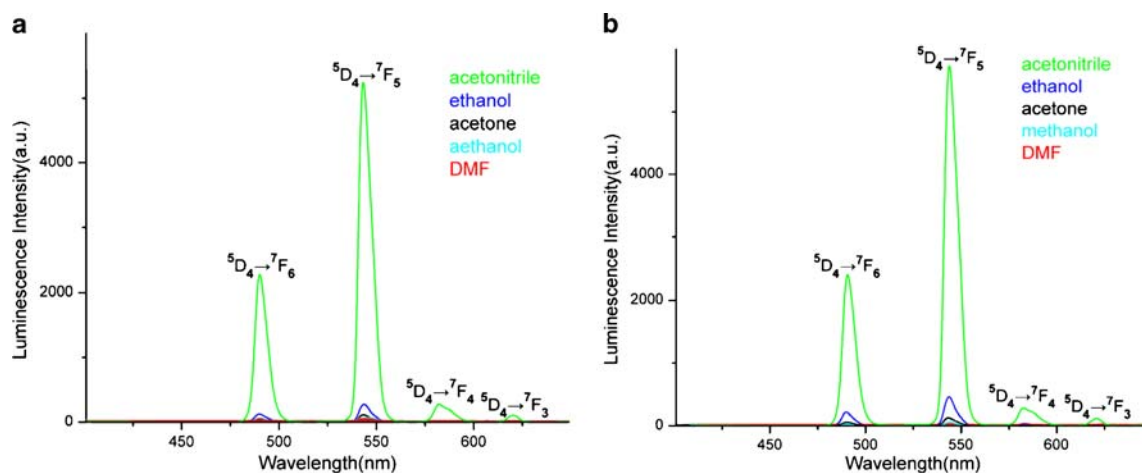 a
⁵D₄→⁷F₅
acetonitrile
ethanol
acetone
aethanol
DMF
⁵D₄→⁷F₆
⁵D₄→⁷F₄
⁵D₄→⁷F₃
Luminescence Intensity(a.u.)
4000
2000
0
450
500
550
600
Wavelength(nm)
b
⁵D₄→⁷F₅
acetonitrile
ethanol
acetone
methanol
DMF
⁵D₄→⁷F₆
⁵D₄→⁷F₄
⁵D₄→⁷F₃
Luminescence Intensity(a.u.)
4000
2000
0
450
500
550
600
Wavelength(nm)